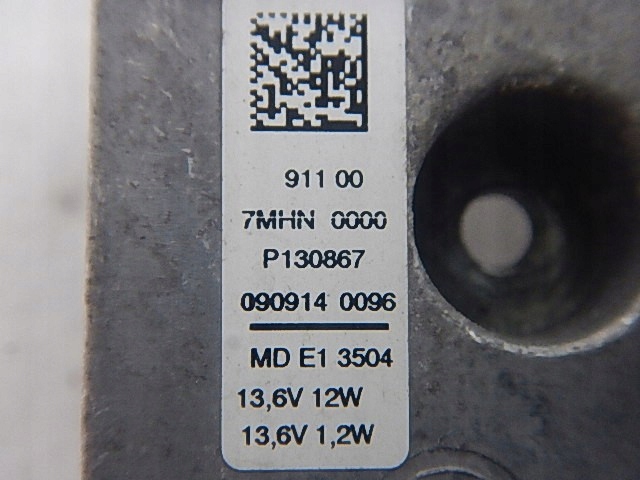 911 00
7MHN 0000
P130867
090914 0096
MD E1 3504
13,6V 12W
13,6V 1,2W